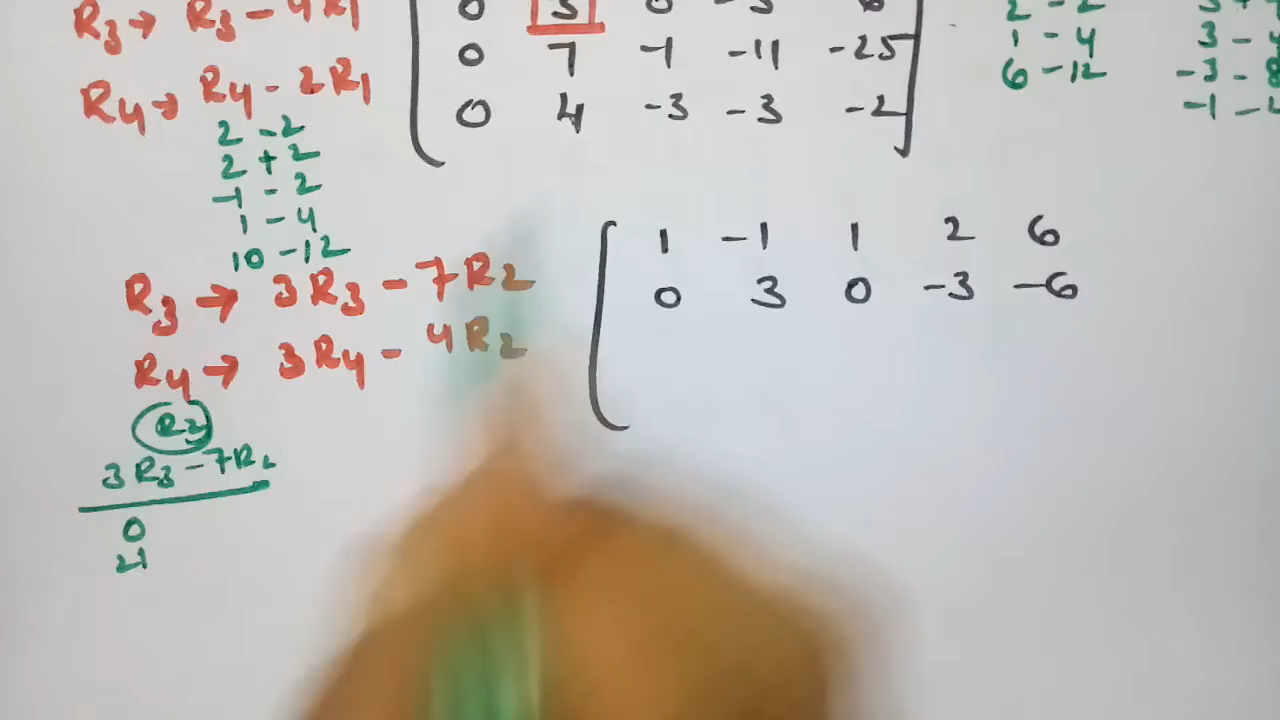 R3 → R3 - 4R1
R4 → R4 - 2R1
2 - 2
2 + 2
-1 - 2
1 - 4
10 - 12
0 3 0 -3
0 7 -1 -11 -25
0 4 -3 -3 -2
2 - 2
1 - 4
6 - 12
3 -
-3 - 8
-1 -
R3 → 3R3 - 7R2
R4 → 3R4 - 4R2
1 -1 1 2 6
0 3 0 -3 -6
R3
3R3 - 7R2
0
21